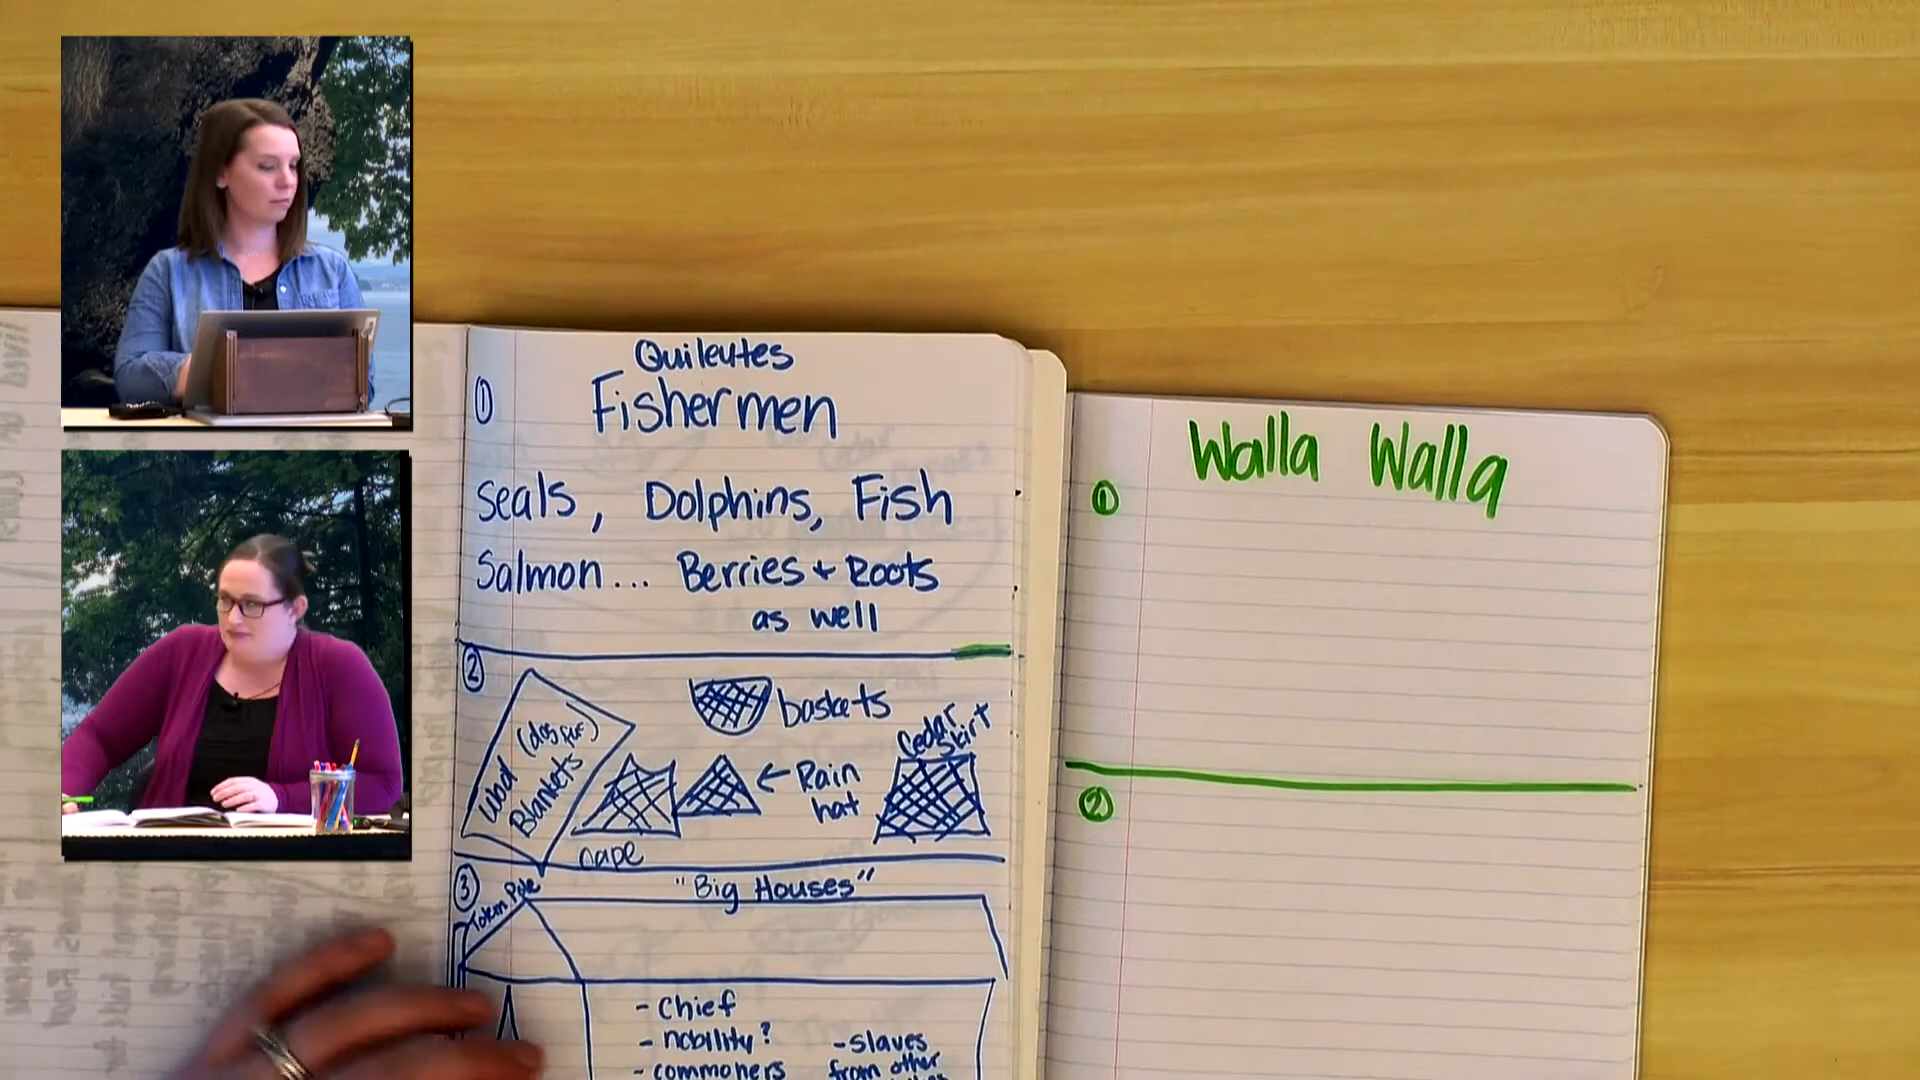 Quileutes
① Fishermen
Seals, Dolphins, Fish
Salmon... Berries + Roots
as well
②
baskets
Wool (dog fur)
Blankets
Cedar
Skirt
← Rain
hat
cape
③
Totem Pole
"Big Houses"
- Chief
- nobility?
- commoners
- slaves
from other
Walla Walla
①
②